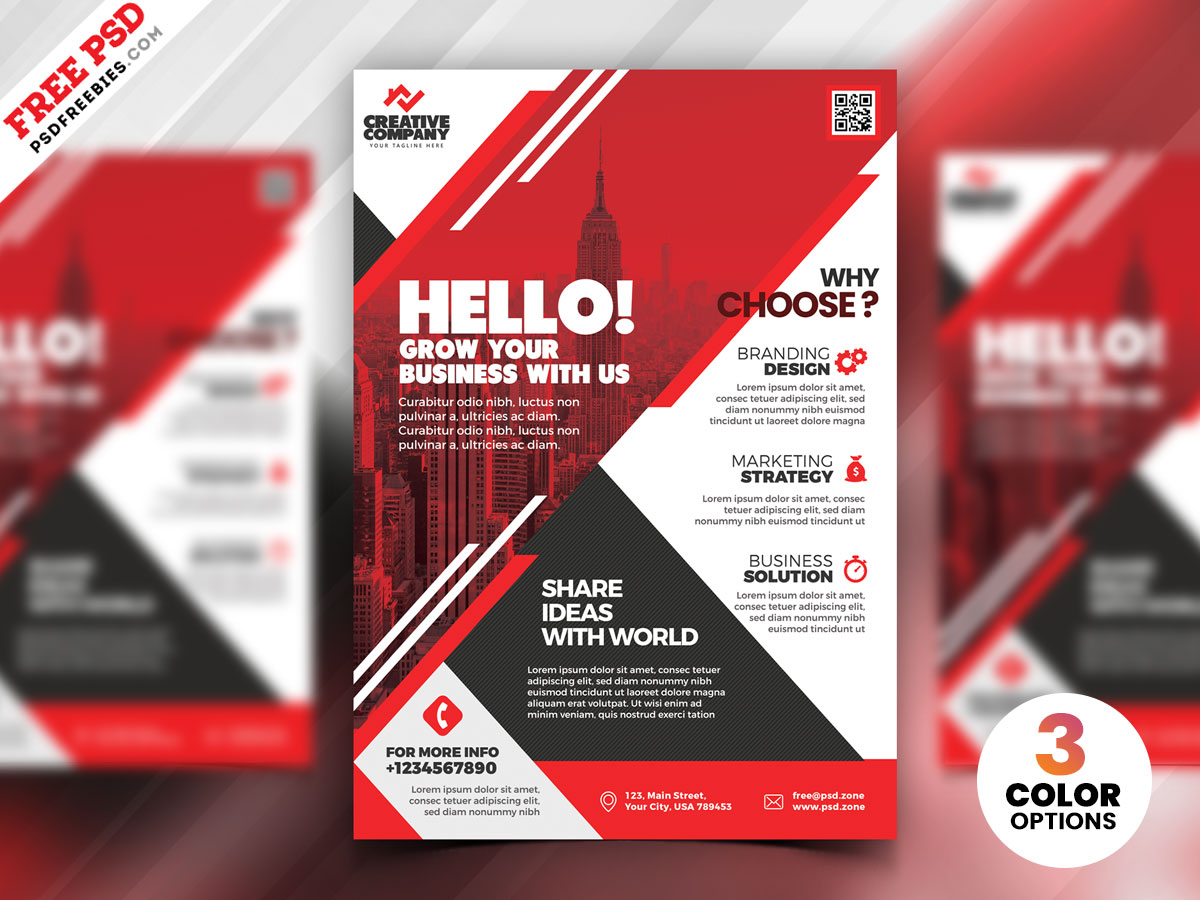 FREE PSD
PSDFREEBIES.COM
CREATIVE
COMPANY
YOUR TAGLINE HERE
HELLO!
GROW YOUR
BUSINESS WITH US
Curabitur odio nibh, luctus non
pulvinar a, ultricies ac diam.
Curabitur odio nibh, luctus non
pulvinar a, ultricies ac diam.
WHY
CHOOSE?
BRANDING
DESIGN
Lorem ipsum dolor sit amet,
consec tetuer adipiscing elit, sed
diam nonummy nibh euismod
tincidunt ut laoreet dolore magna
MARKETING
STRATEGY
$
Lorem ipsum dolor sit amet, consec
tetuer adipiscing elit, sed diam
nonummy nibh euismod tincidunt ut
BUSINESS
SOLUTION
Lorem ipsum dolor sit amet,
consec tetuer adipiscing elit,
sed diam nonummy nibh
euismod tincidunt ut
SHARE
IDEAS
WITH WORLD
Lorem ipsum dolor sit amet, consec tetuer
adipiscing elit, sed diam nonummy nibh
euismod tincidunt ut laoreet dolore magna
aliquam erat volutpat. Ut wisi enim ad
minim veniam, quis nostrud exerci tation
FOR MORE INFO
+1234567890
Lorem ipsum dolor sit amet,
consec tetuer adipiscing elit,
sed diam nonummy nibh
123, Main Street,
Your City, USA 789453
free@psd.zone
www.psd.zone
3
COLOR
OPTIONS
HELLO!